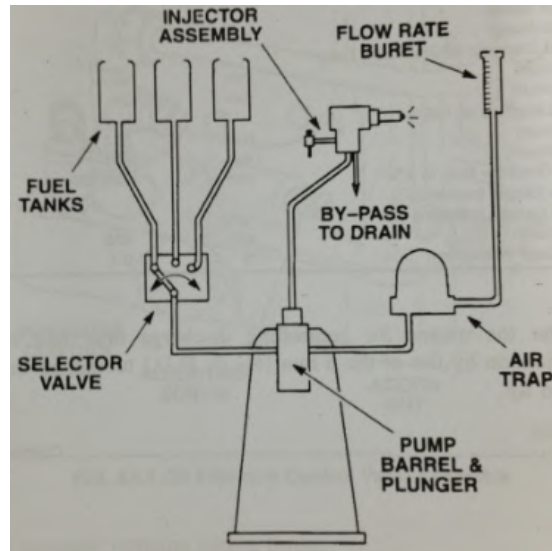 INJECTOR
ASSEMBLY
FLOW RATE
BURET
FUEL
TANKS
BY-PASS
TO DRAIN
SELECTOR
VALVE
AIR
TRAP
PUMP
BARREL &
PLUNGER